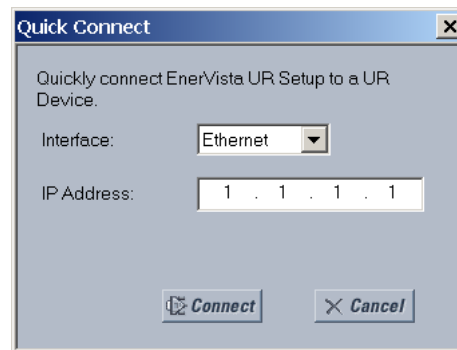 Quick Connect
Quickly connect EnerVista UR Setup to a UR
Device.
Interface: Ethernet
IP Address: 1 . 1 . 1 . 1
Connect Cancel